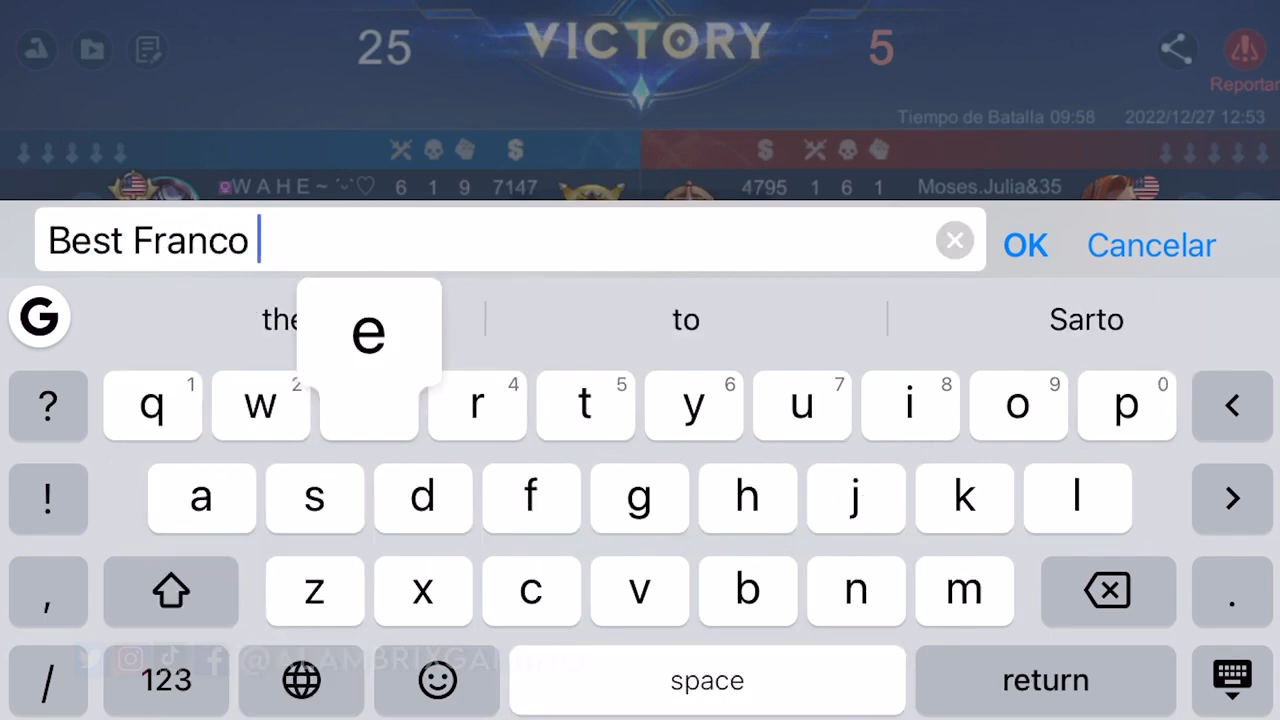 25 VICTORY 5
Reportar
Tiempo de Batalla 09:58 2022/12/27 12:53
W A H E ~ ˘ᵕ˘♡ 6 1 9 7147 4795 1 6 1 Moses.Julia&35
Best Franco
OK Cancelar
G the to Sarto
e
? q 1 w 2 r 4 t 5 y 6 u 7 i 8 o 9 p 0 <
! a s d f g h j k l >
, z x c v b n m .
@ALAMBRIXGAMING
/ 123 space return